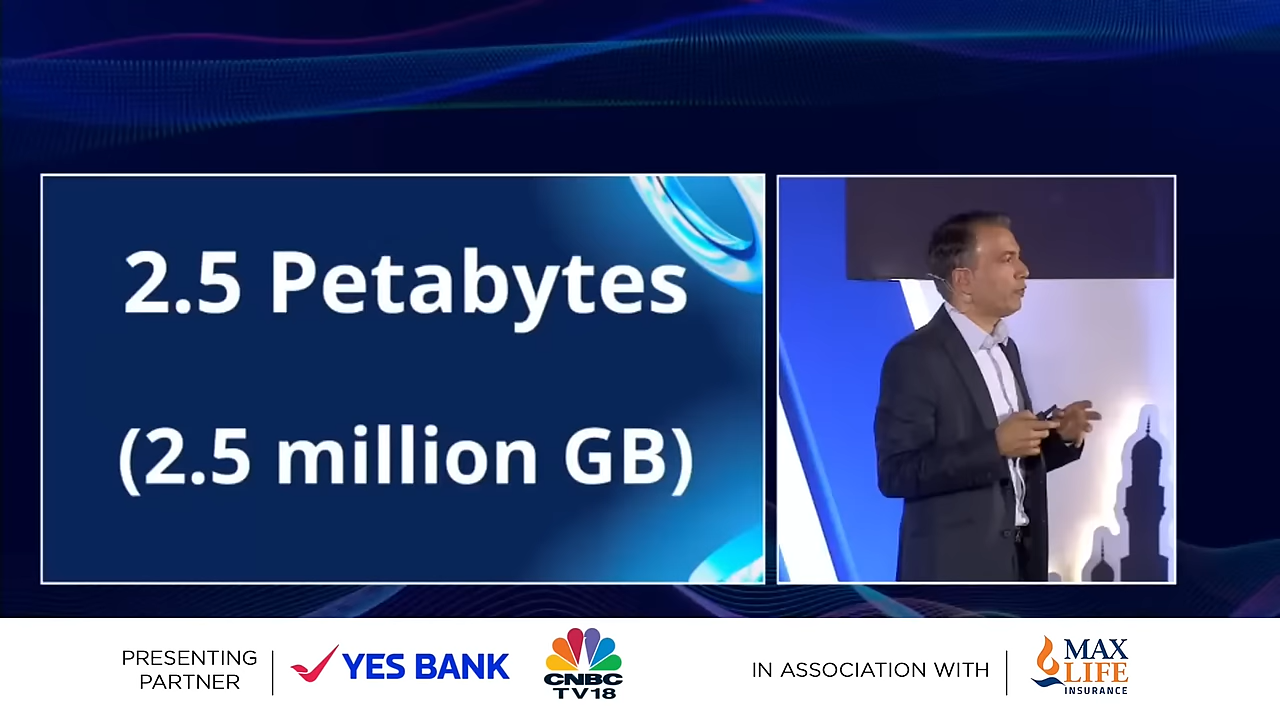 2.5 Petabytes
(2.5 million GB)
PRESENTING
PARTNER
YES BANK
CNBC
TV18
IN ASSOCIATION WITH
MAX
LIFE
INSURANCE